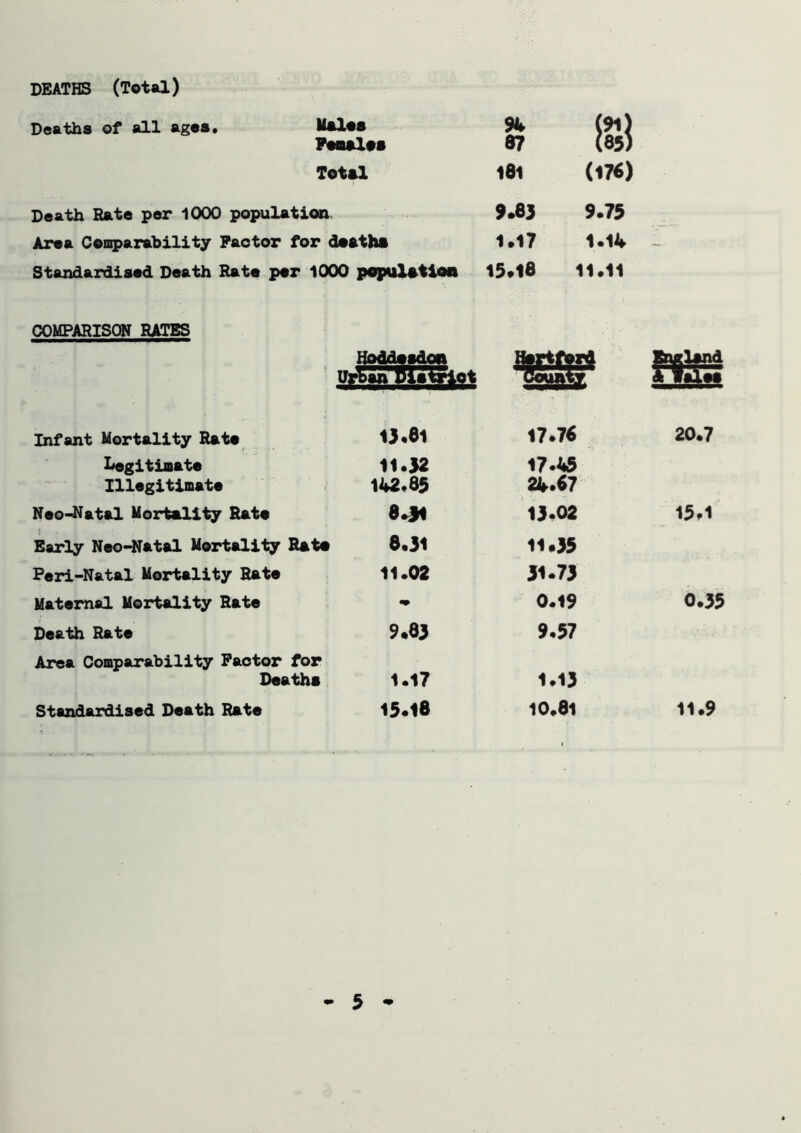 DEATHS (Total)
Deaths of all ages. Males 94 (91)
Females 87 (85)
Total 181 (176)
Death Rate per 1000 population 9.83 9.75
Area Comparability Factor for deaths 1.17 1.14
Standardised Death Rate per 1000 population 15.18 11.11
COMPARISON RATES
Hoddesdon Urban District Hertford County England & Wales
Infant Mortality Rate 13.81 17.76 20.7
Legitimate 11.32 17.45
Illegitimate 142.85 24.67
Neo-Natal Mortality Rate 8.31 13.02 15.1
Early Neo-Natal Mortality Rate 8.31 11.35
Peri-Natal Mortality Rate 11.02 31.73
Maternal Mortality Rate - 0.19 0.35
Death Rate 9.83 9.57
Area Comparability Factor for
Deaths 1.17 1.13
Standardised Death Rate 15.18 10.81 11.9
- 5 -